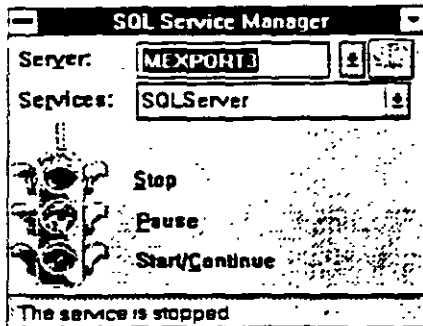 SQL Service Manager
Server: MEXPORT3
Services: SQLServer
Stop
Pause
Start/Continue
The service is stopped